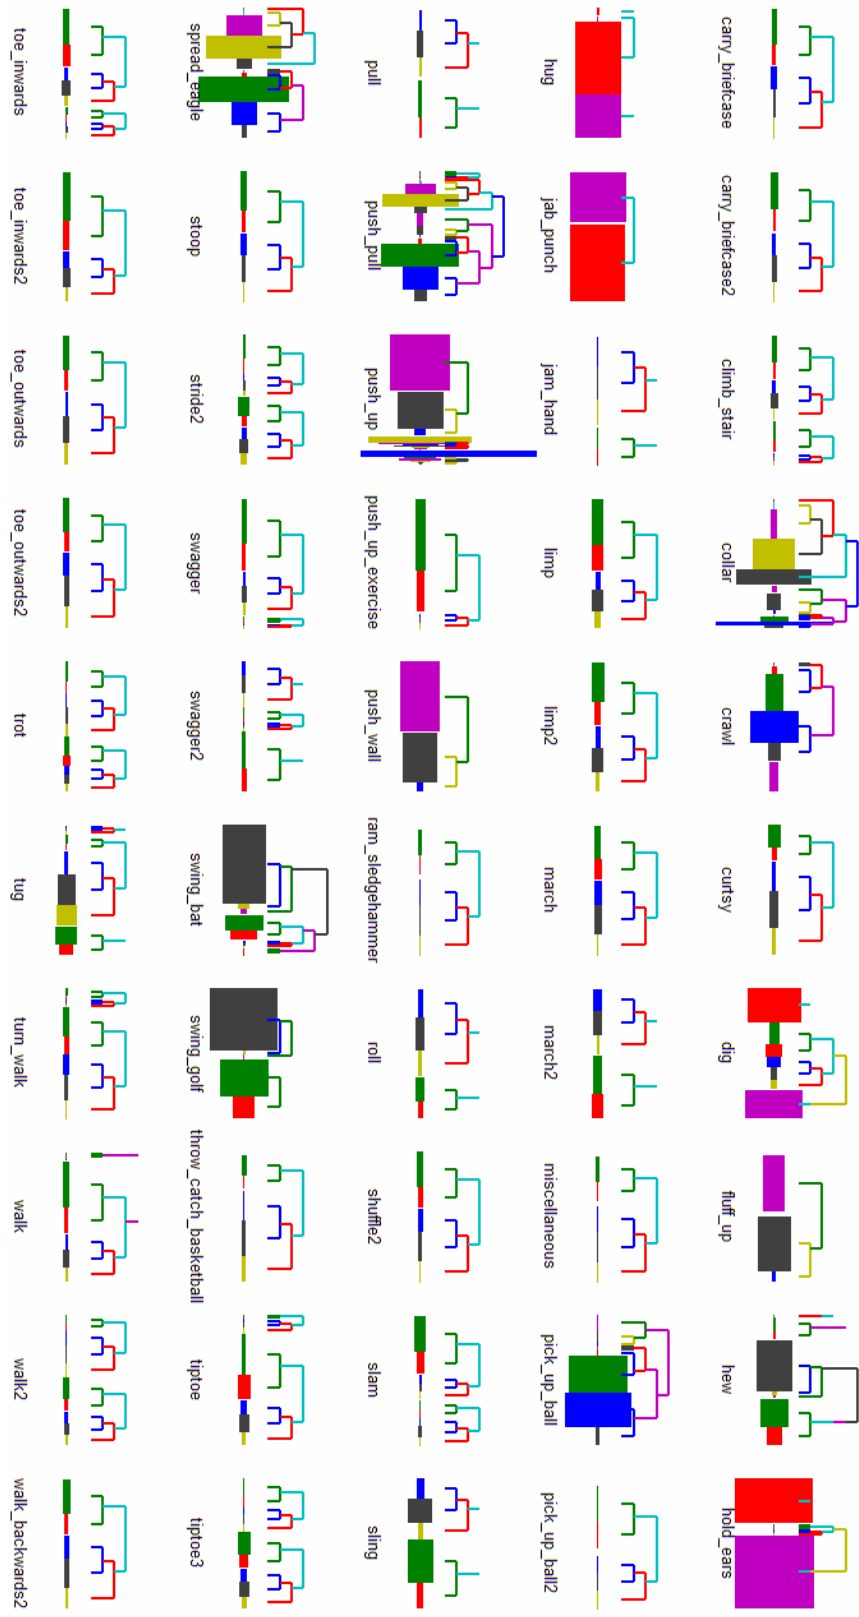 carry_briefcase
carry_briefcase2
climb_stair
collar
crawl
curtsy
dig
fluff_up
hew
hold_ears
hug
jab_punch
jam_hand
limp
limp2
march
march2
miscellaneous
pick_up_ball
pick_up_ball2
pull
push_pull
push_up
push_up_exercise
push_wall
ram_sledgehammer
roll
shuffle2
slam
sling
spread_eagle
stoop
stride2
swagger
swagger2
swing_bat
swing_golf
throw_catch_basketball
tiptoe
tiptoe3
toe_inwards
toe_inwards2
toe_outwards
toe_outwards2
trot
tug
turn_walk
walk
walk2
walk_backwards2